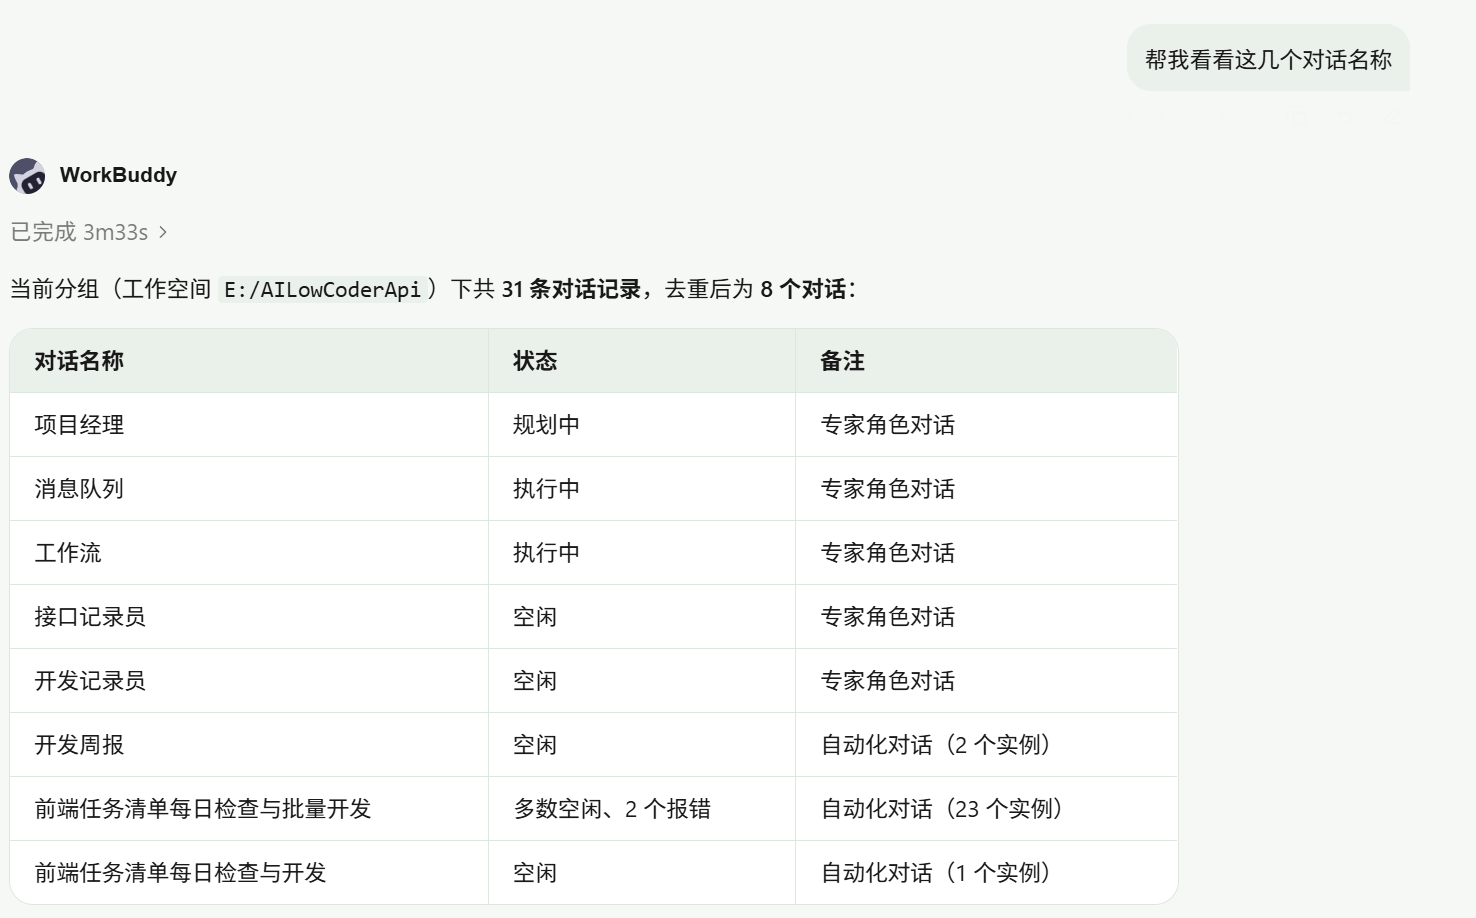 帮我看看这几个对话名称
WorkBuddy
已完成 3m33s >
当前分组（工作空间 E:/AILowCoderApi）下共 31 条对话记录，去重后为 8 个对话：
对话名称 状态 备注
项目经理 规划中 专家角色对话
消息队列 执行中 专家角色对话
工作流 执行中 专家角色对话
接口记录员 空闲 专家角色对话
开发记录员 空闲 专家角色对话
开发周报 空闲 自动化对话（2 个实例）
前端任务清单每日检查与批量开发 多数空闲、2 个报错 自动化对话（23 个实例）
前端任务清单每日检查与开发 空闲 自动化对话（1 个实例）